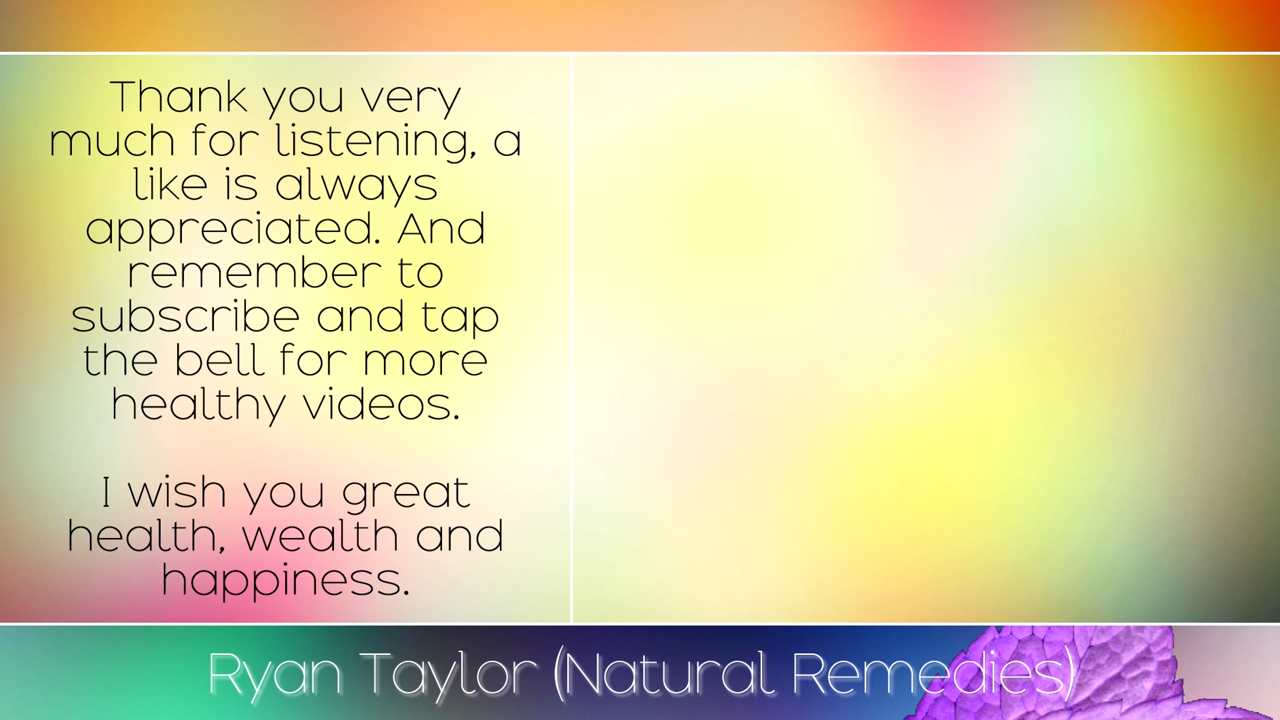 Thank you very
much for listening, a
like is always
appreciated. And
remember to
subscribe and tap
the bell for more
healthy videos.
I wish you great
health, wealth and
happiness.
Ryan Taylor (Natural Remedies)